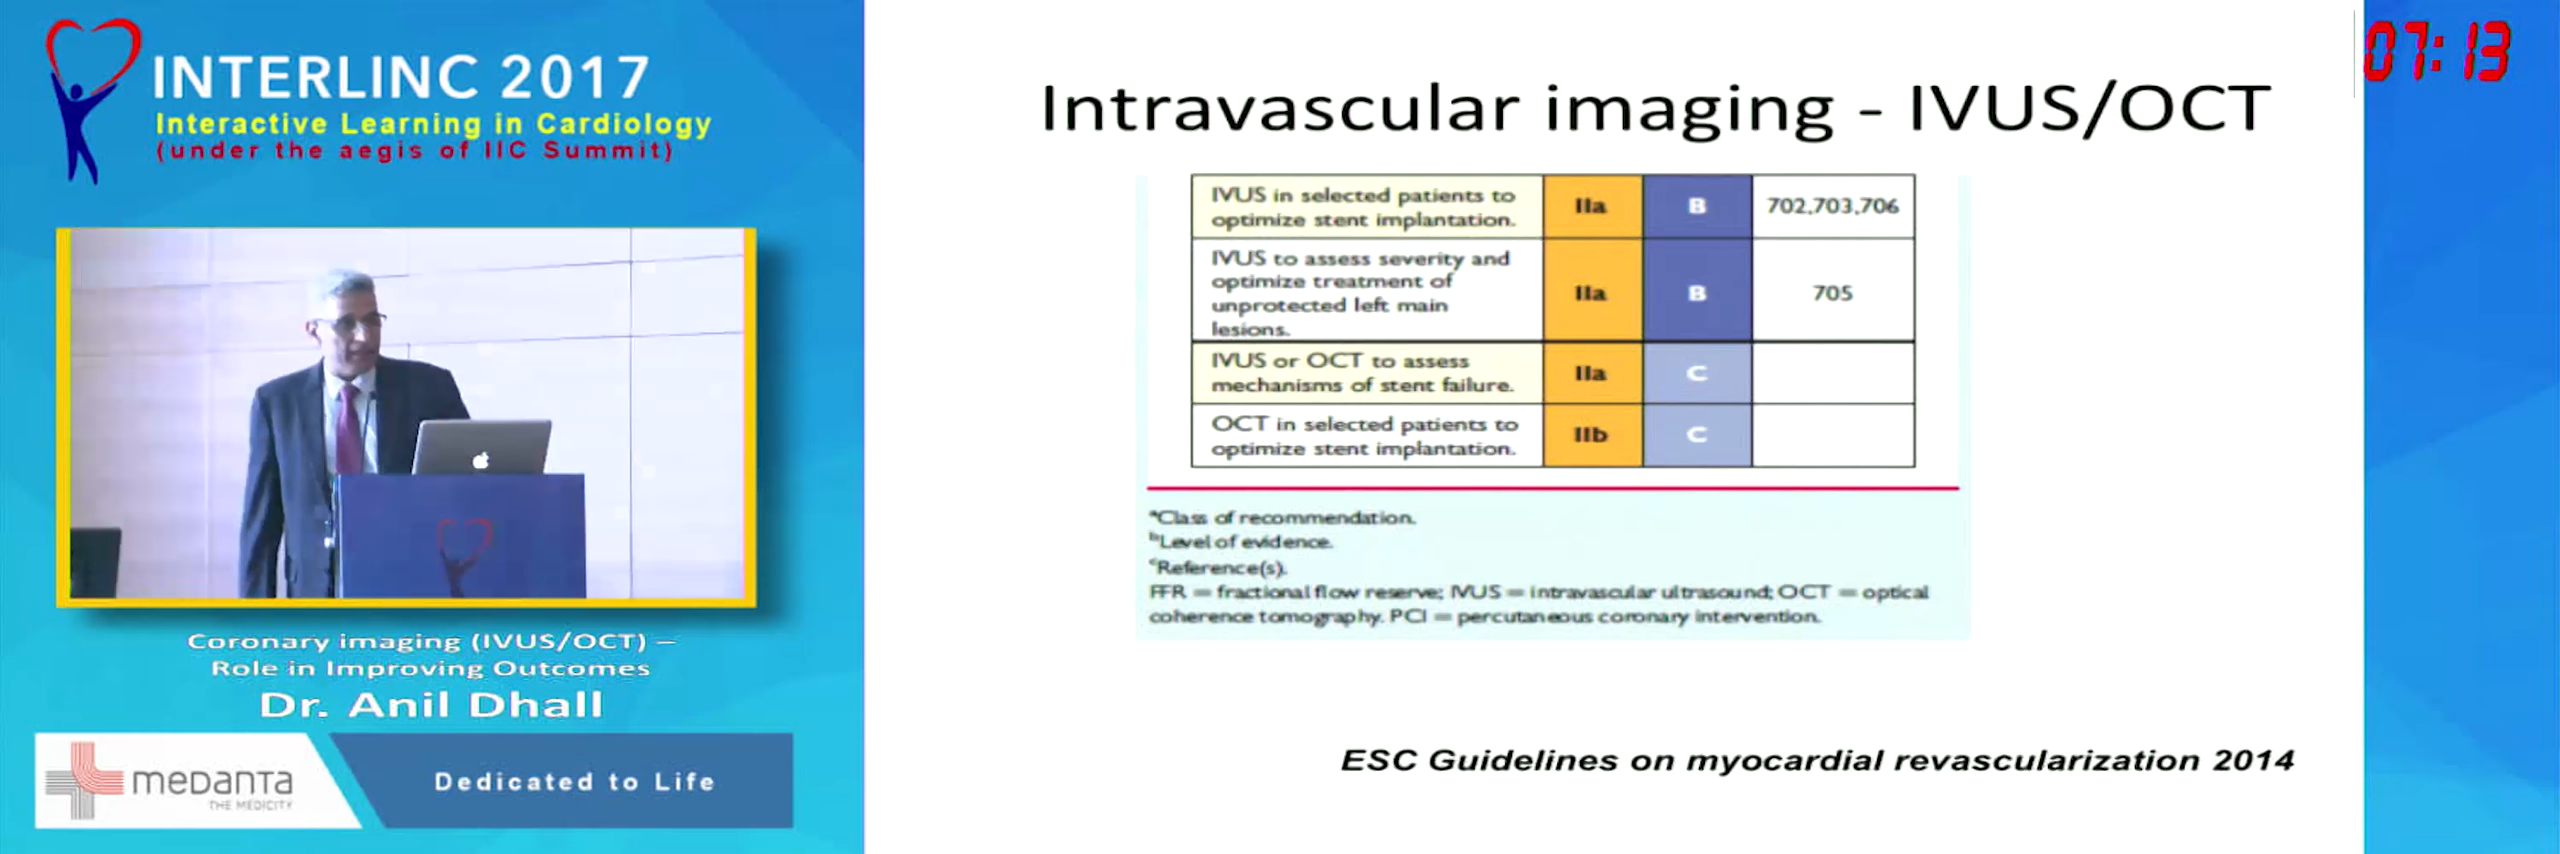 INTERLINC 2017
Interactive Learning in Cardiology
(under the aegis of IIC Summit)
Coronary imaging (IVUS/OCT) –
Role in Improving Outcomes
Dr. Anil Dhall
medanta
THE MEDICITY
Dedicated to Life
07:13
Intravascular imaging - IVUS/OCT
IVUS in selected patients to
optimize stent implantation.
IIa
B
702,703,706
IVUS to assess severity and
optimize treatment of
unprotected left main
lesions.
IIa
B
705
IVUS or OCT to assess
mechanisms of stent failure.
IIa
C
OCT in selected patients to
optimize stent implantation.
IIb
C
aClass of recommendation.
bLevel of evidence.
cReference(s).
FFR = fractional flow reserve; IVUS = intravascular ultrasound; OCT = optical
coherence tomography. PCI = percutaneous coronary intervention.
ESC Guidelines on myocardial revascularization 2014